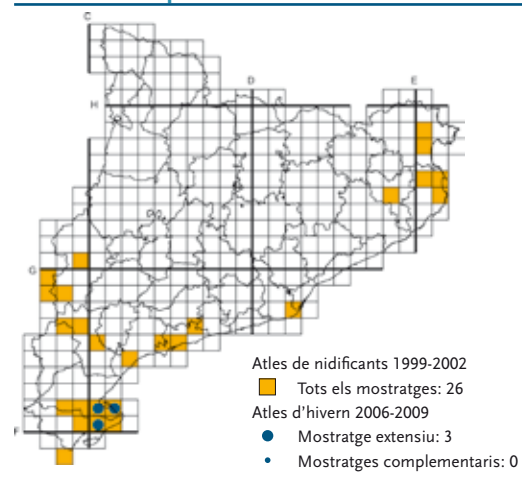 C
D
E
H
G
F
Atles de nidificants 1999-2002
Tots els mostratges: 26
Atles d'hivern 2006-2009
Mostratge extensiu: 3
Mostratges complementaris: 0